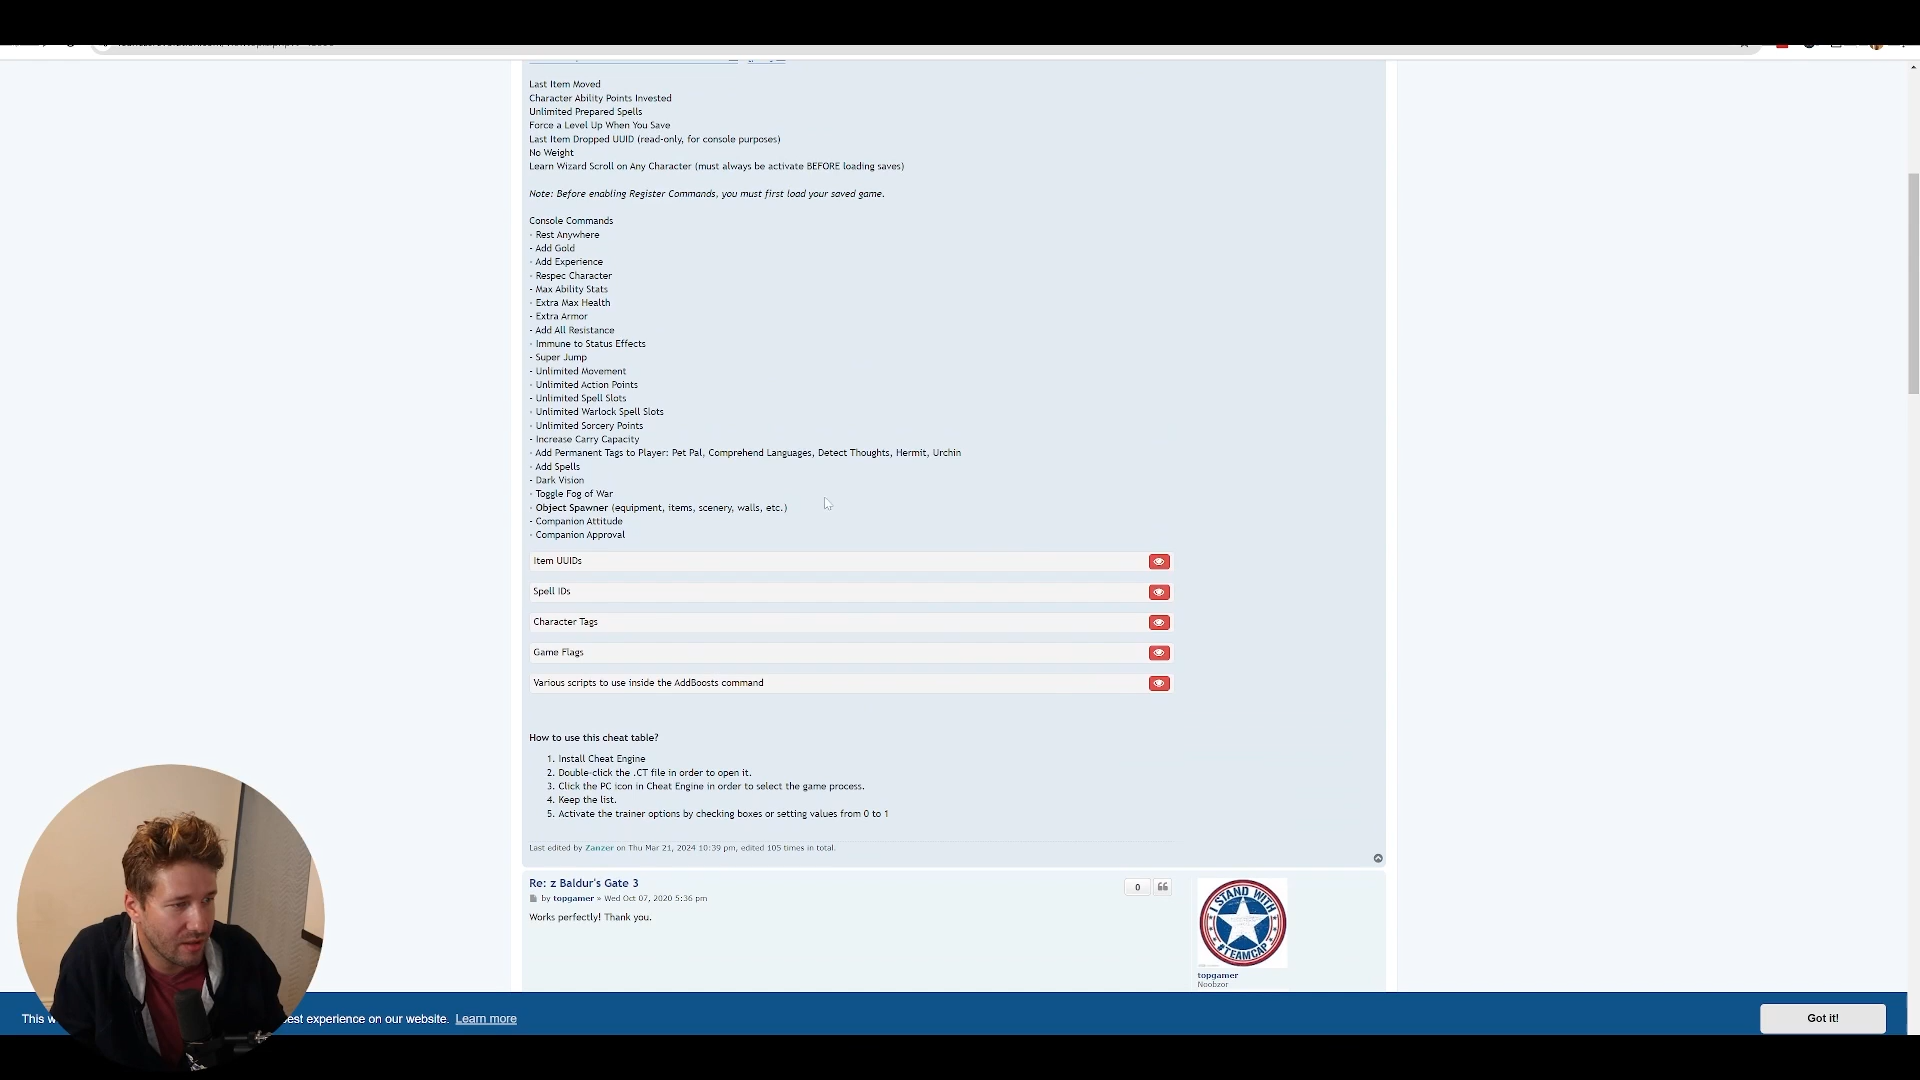 Last Item Moved
Character Ability Points Invested
Unlimited Prepared Spells
Force a Level Up When You Save
Last Item Dropped UUID (read-only, for console purposes)
No Weight
Learn Wizard Scroll on Any Character (must always be activate BEFORE loading saves)
Note: Before enabling Register Commands, you must first load your saved game.
Console Commands
- Rest Anywhere
- Add Gold
- Add Experience
- Respec Character
- Max Ability Stats
- Extra Max Health
- Extra Armor
- Add All Resistance
- Immune to Status Effects
- Super Jump
- Unlimited Movement
- Unlimited Action Points
- Unlimited Spell Slots
- Unlimited Warlock Spell Slots
- Unlimited Sorcery Points
- Increase Carry Capacity
- Add Permanent Tags to Player: Pet Pal, Comprehend Languages, Detect Thoughts, Hermit, Urchin
- Add Spells
- Dark Vision
- Toggle Fog of War
- Object Spawner (equipment, items, scenery, walls, etc.)
- Companion Attitude
- Companion Approval
Item UUIDs
Spell IDs
Character Tags
Game Flags
Various scripts to use inside the AddBoosts command
How to use this cheat table?
1. Install Cheat Engine
2. Double-click the .CT file in order to open it.
3. Click the PC icon in Cheat Engine in order to select the game process.
4. Keep the list.
5. Activate the trainer options by checking boxes or setting values from 0 to 1
Last edited by Zanzer on Thu Mar 21, 2024 10:39 pm, edited 105 times in total.
Re: z Baldur's Gate 3
0
by topgamer » Wed Oct 07, 2020 5:36 pm
Works perfectly! Thank you.
I STAND WITH
#TEAMCAP
topgamer
Noobzor
This experience on our website. Learn more
Got it!